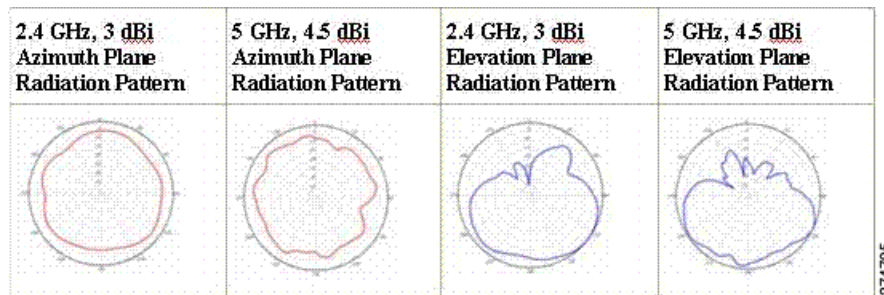 2.4 GHz, 3 dBi
Azimuth Plane
Radiation Pattern
5 GHz, 4.5 dBi
Azimuth Plane
Radiation Pattern
2.4 GHz, 3 dBi
Elevation Plane
Radiation Pattern
5 GHz, 4.5 dBi
Elevation Plane
Radiation Pattern